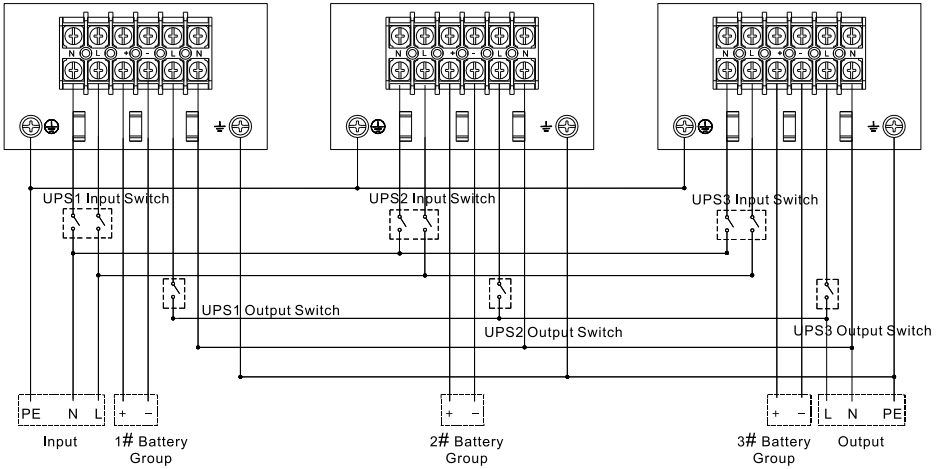 N L + - L N
N L + - L N
N L + - L N
UPS1 Input Switch
UPS2 Input Switch
UPS3 Input Switch
UPS1 Output Switch
UPS2 Output Switch
UPS3 Output Switch
PE N L
+ −
+ −
+ −
L N PE
Input
1# Battery
Group
2# Battery
Group
3# Battery
Group
Output